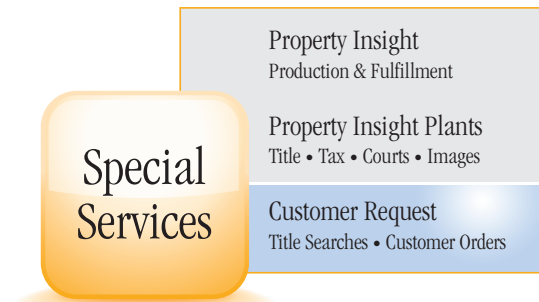 Property Insight
Production & Fulfillment
Property Insight Plants
Title • Tax • Courts • Images
Special
Services
Customer Request
Title Searches • Customer Orders